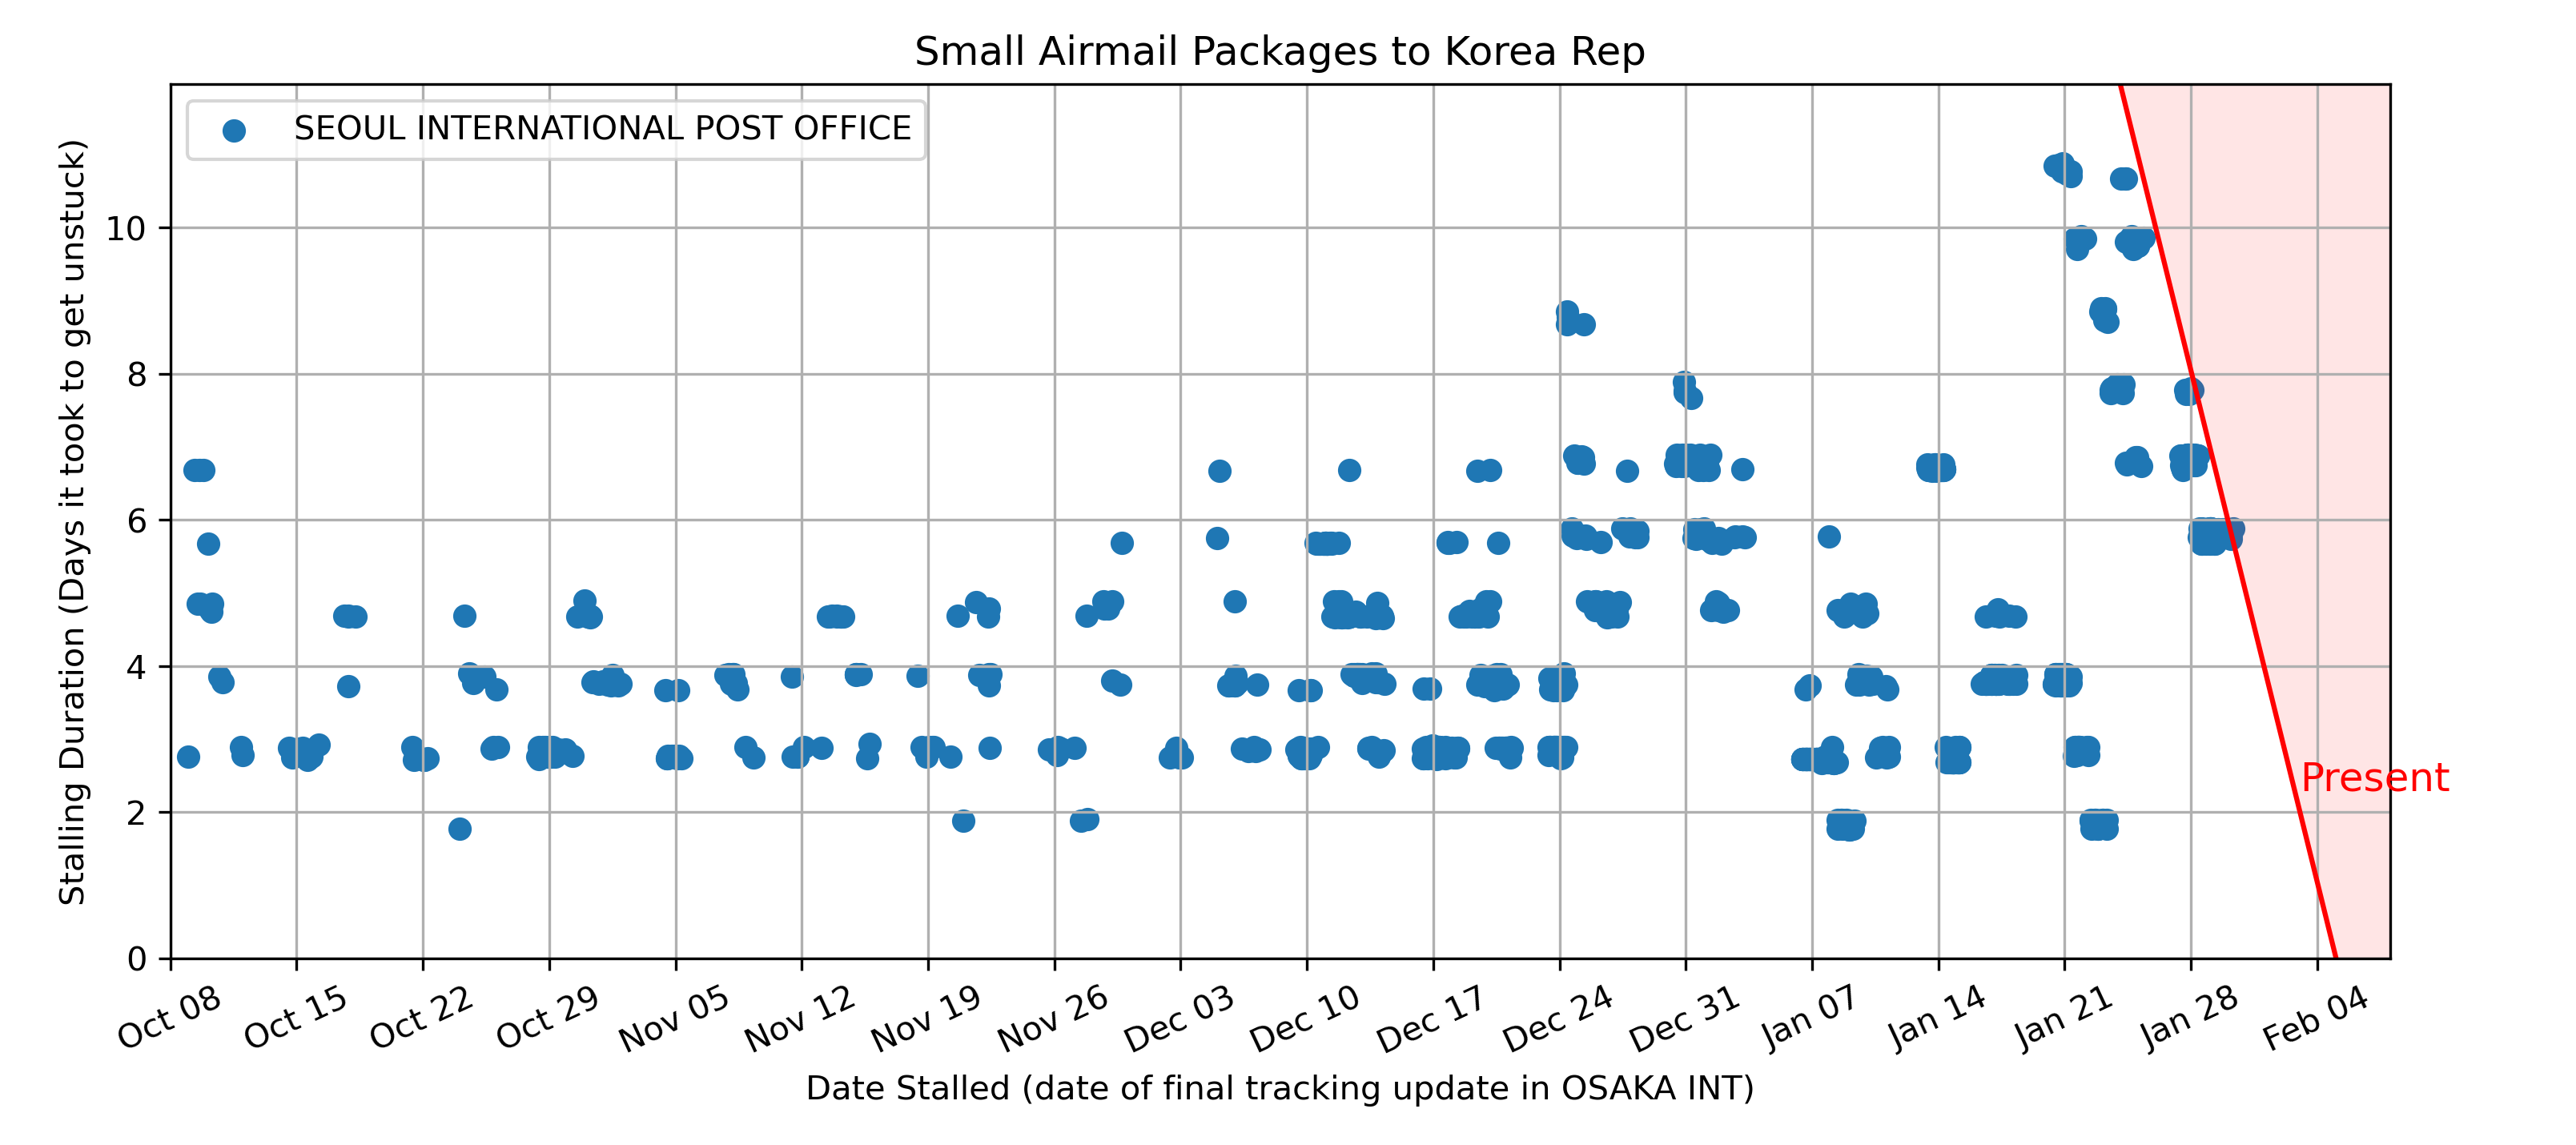 Small Airmail Packages to Korea Rep
SEOUL INTERNATIONAL POST OFFICE
Stalling Duration (Days it took to get unstuck)
10
8
6
4
2
0
Present
Oct 08 Oct 15 Oct 22 Oct 29 Nov 05 Nov 12 Nov 19 Nov 26 Dec 03 Dec 10 Dec 17 Dec 24 Dec 31 Jan 07 Jan 14 Jan 21 Jan 28 Feb 04
Date Stalled (date of final tracking update in OSAKA INT)